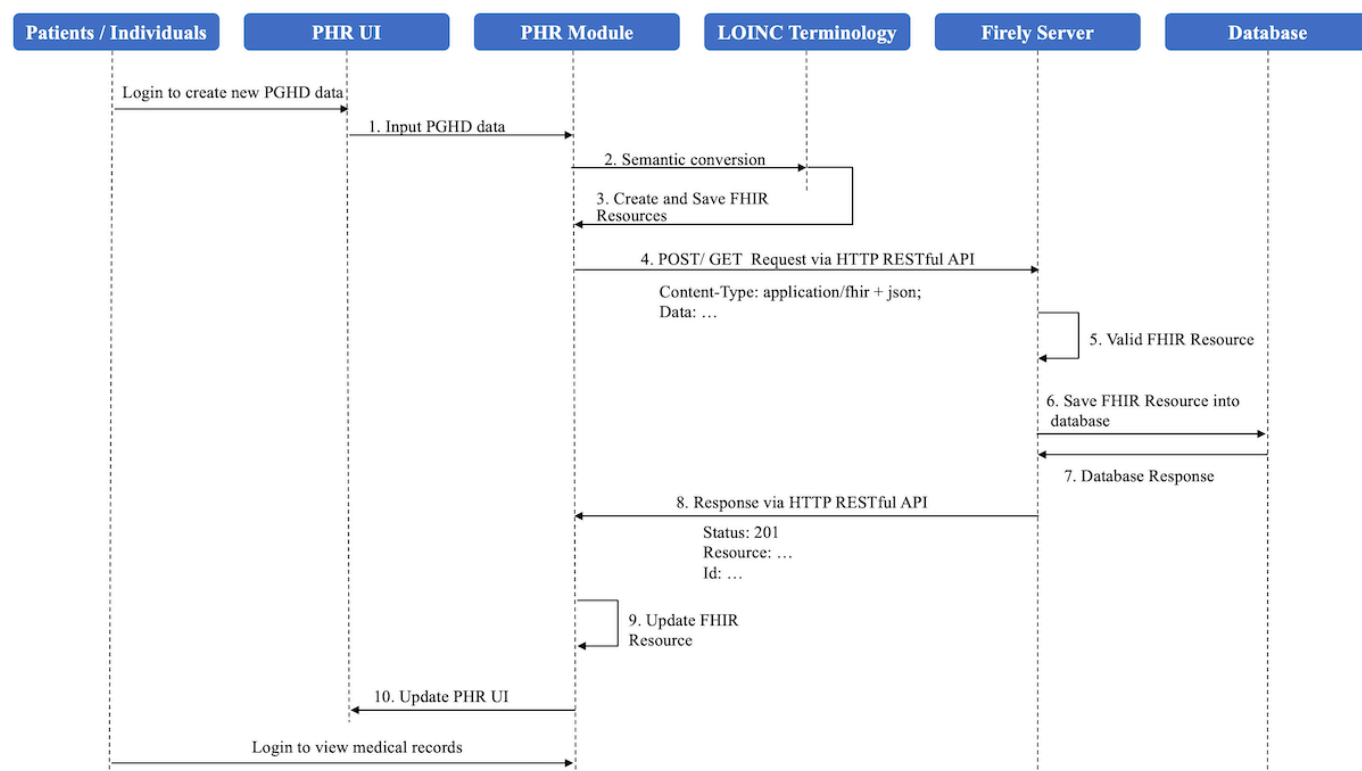 Patients / Individuals
PHR UI
PHR Module
LOINC Terminology
Firely Server
Database
Login to create new PGHD data
1. Input PGHD data
2. Semantic conversion
3. Create and Save FHIR
Resources
4. POST/ GET Request via HTTP RESTful API
Content-Type: application/fhir + json;
Data: …
5. Valid FHIR Resource
6. Save FHIR Resource into
database
7. Database Response
8. Response via HTTP RESTful API
Status: 201
Resource: …
Id: …
9. Update FHIR
Resource
10. Update PHR UI
Login to view medical records